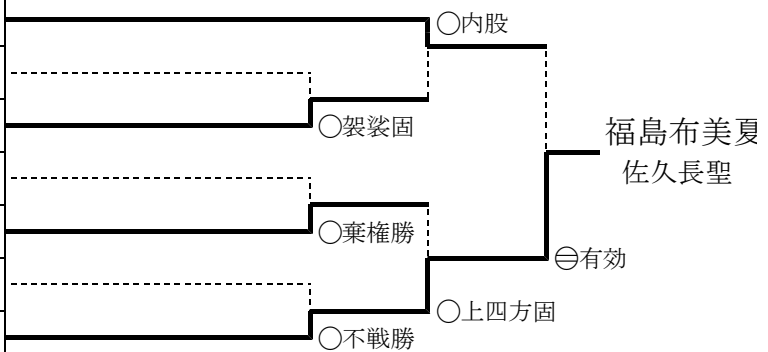 ○内股
○袈裟固
福島布美夏
佐久長聖
○棄権勝
㊀有効
○上四方固
○不戦勝